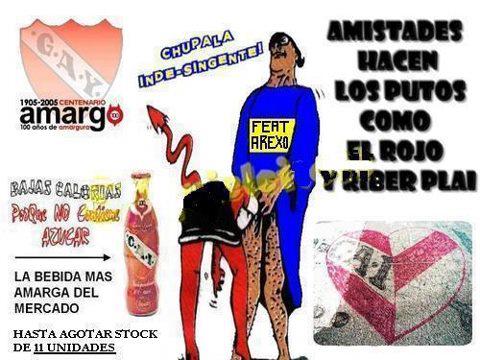 G.A.Y.
1905-2005 CENTENARIO
amargo
100 años de amargura
BAJAS CALORIAS
PorQue NO Contiene
AZUCAR
LA BEBIDA MAS
AMARGA DEL
MERCADO
HASTA AGOTAR STOCK
DE 11 UNIDADES
CHUPALA
INDE-SINGENTE!
FEAT
AREXO
AMISTADES
HACEN
LOS PUTOS
COMO
EL ROJO
Y RIBER PLAI